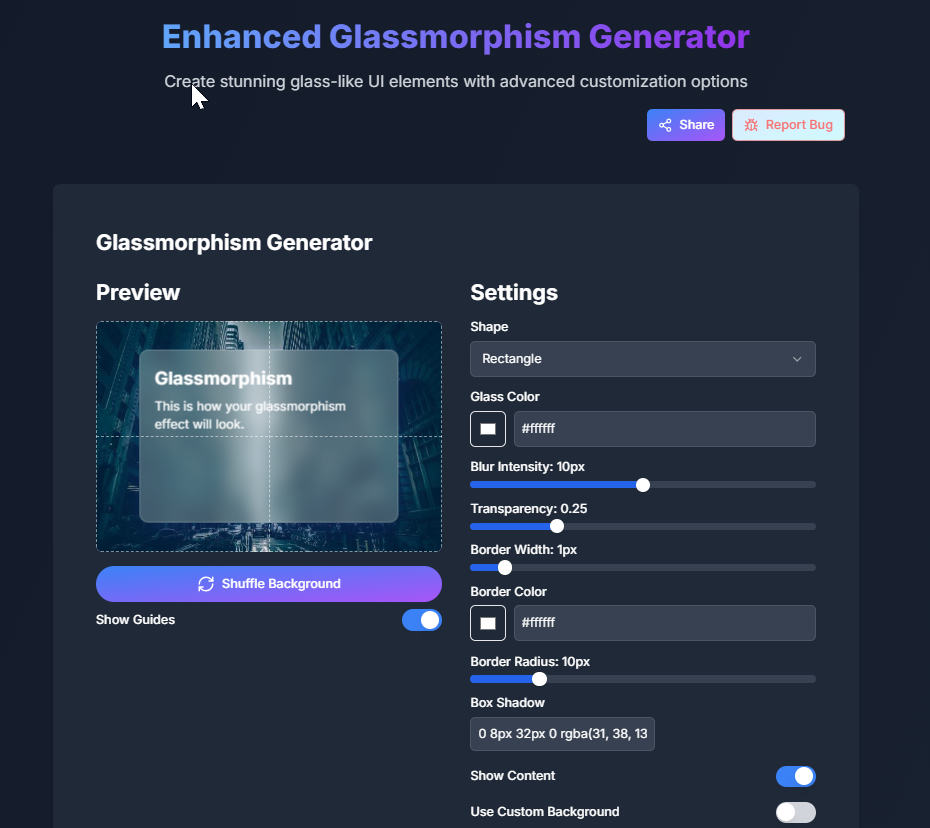 Enhanced Glassmorphism Generator
Create stunning glass-like UI elements with advanced customization options
Share
Report Bug
Glassmorphism Generator
Preview
Glassmorphism
This is how your glassmorphism
effect will look.
Shuffle Background
Show Guides
Settings
Shape
Rectangle
Glass Color
#ffffff
Blur Intensity: 10px
Transparency: 0.25
Border Width: 1px
Border Color
#ffffff
Border Radius: 10px
Box Shadow
0 8px 32px 0 rgba(31, 38, 13
Show Content
Use Custom Background